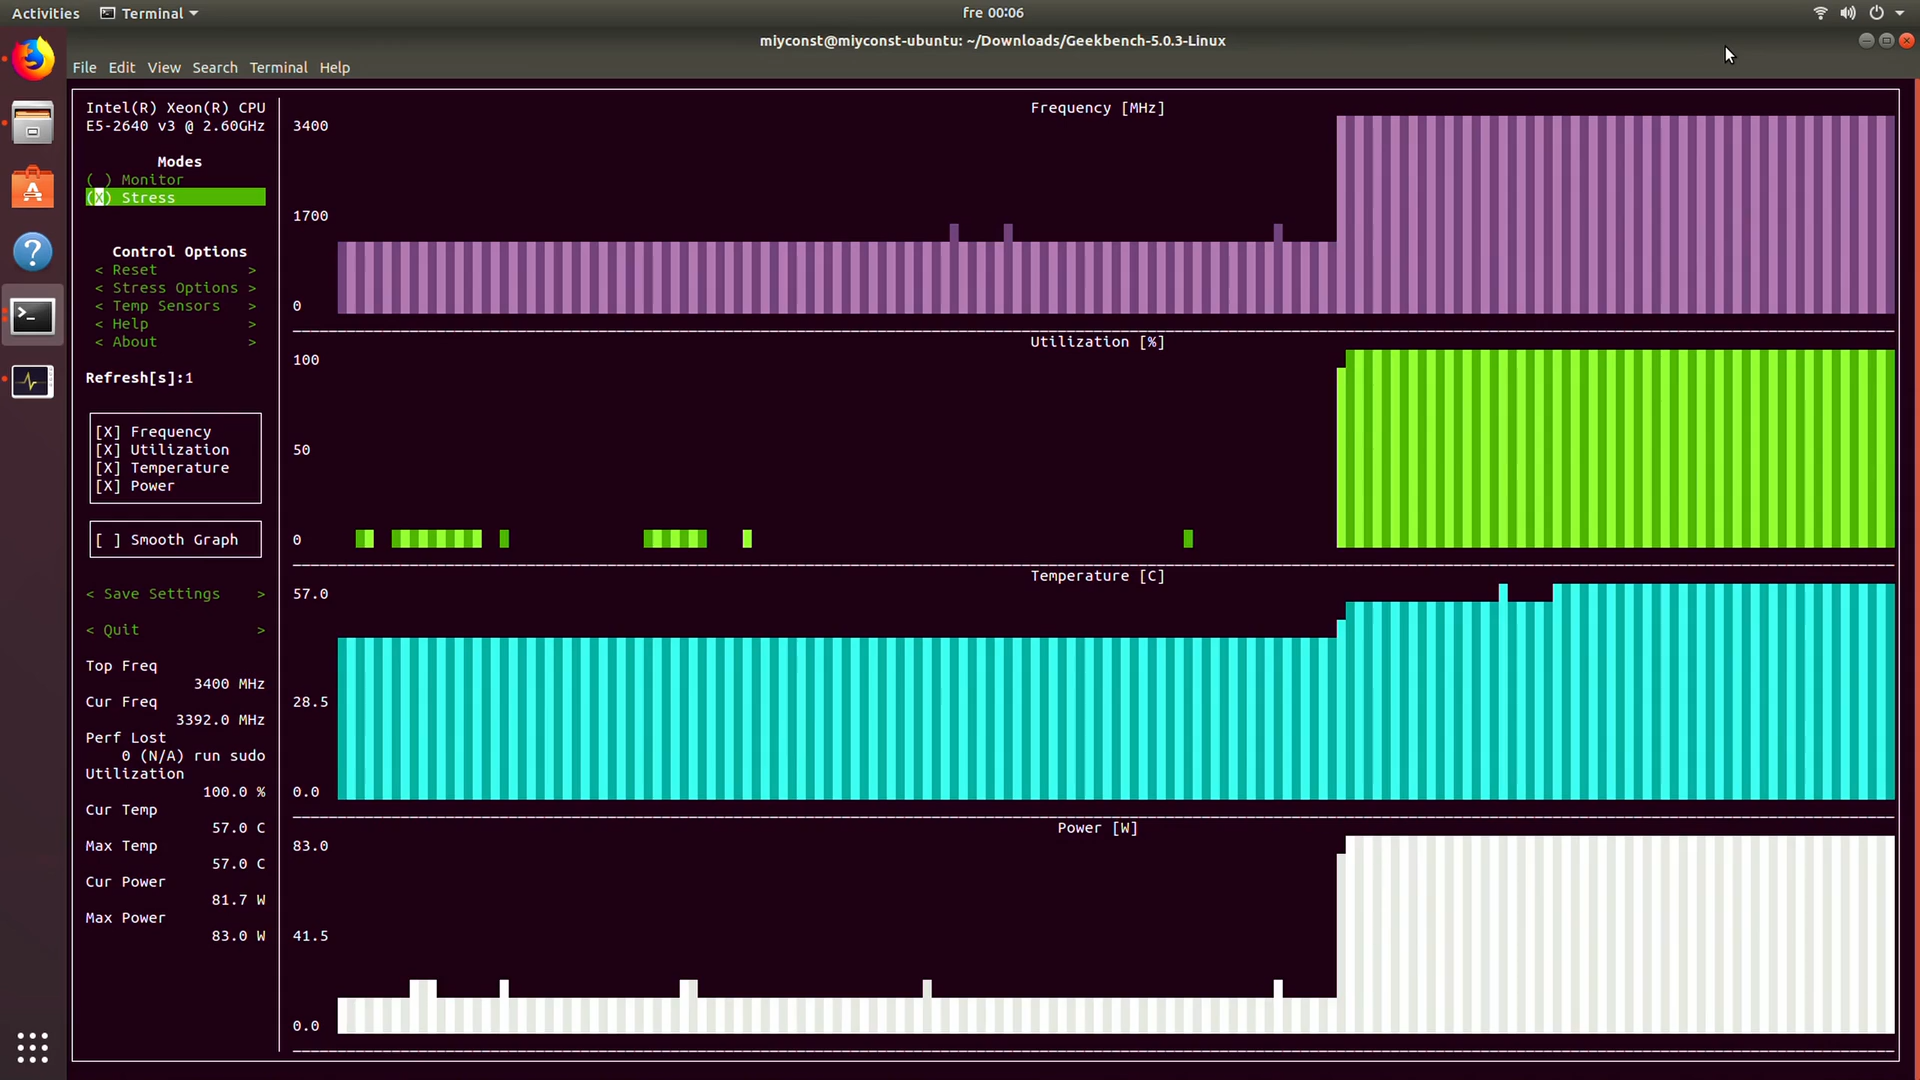 Activities
Terminal
fre 00:06
miyconst@miyconst-ubuntu: ~/Downloads/Geekbench-5.0.3-Linux
File Edit View Search Terminal Help
Intel(R) Xeon(R) CPU
E5-2640 v3 @ 2.60GHz
Modes
( ) Monitor
(X) Stress
Control Options
< Reset >
< Stress Options >
< Temp Sensors >
< Help >
< About >
Refresh[s]:1
[X] Frequency
[X] Utilization
[X] Temperature
[X] Power
[ ] Smooth Graph
< Save Settings >
< Quit >
Top Freq
3400 MHz
Cur Freq
3392.0 MHz
Perf Lost
0 (N/A) run sudo
Utilization
100.0 %
Cur Temp
57.0 C
Max Temp
57.0 C
Cur Power
81.7 W
Max Power
83.0 W
Frequency [MHz]
3400
1700
0
Utilization [%]
100
50
0
Temperature [C]
57.0
28.5
0.0
Power [W]
83.0
41.5
0.0